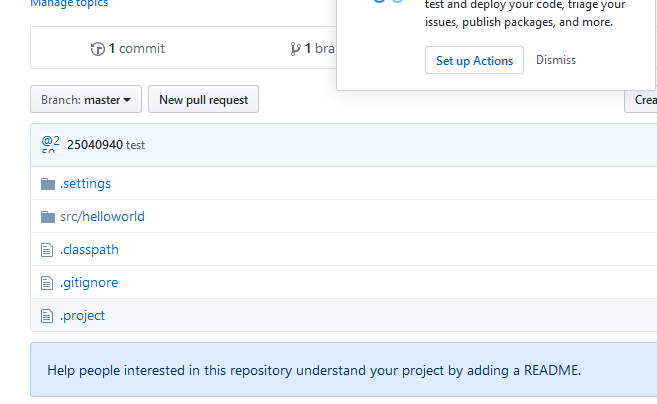 Manage topics
test and deploy your code, triage your
issues, publish packages, and more.
1 commit
1 bra
Set up Actions Dismiss
Branch: master New pull request Crea
25040940 test
.settings
src/helloworld
.classpath
.gitignore
.project
Help people interested in this repository understand your project by adding a README.